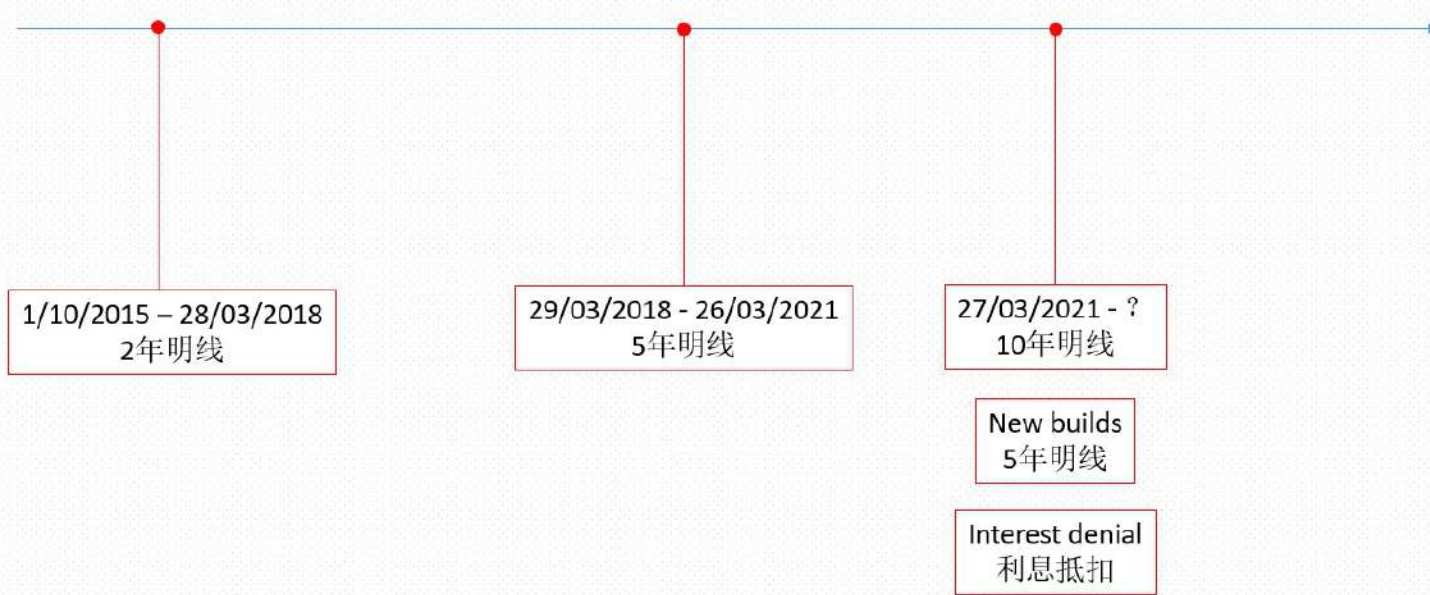 1/10/2015 – 28/03/2018
2年明线
29/03/2018 - 26/03/2021
5年明线
27/03/2021 - ?
10年明线
New builds
5年明线
Interest denial
利息抵扣